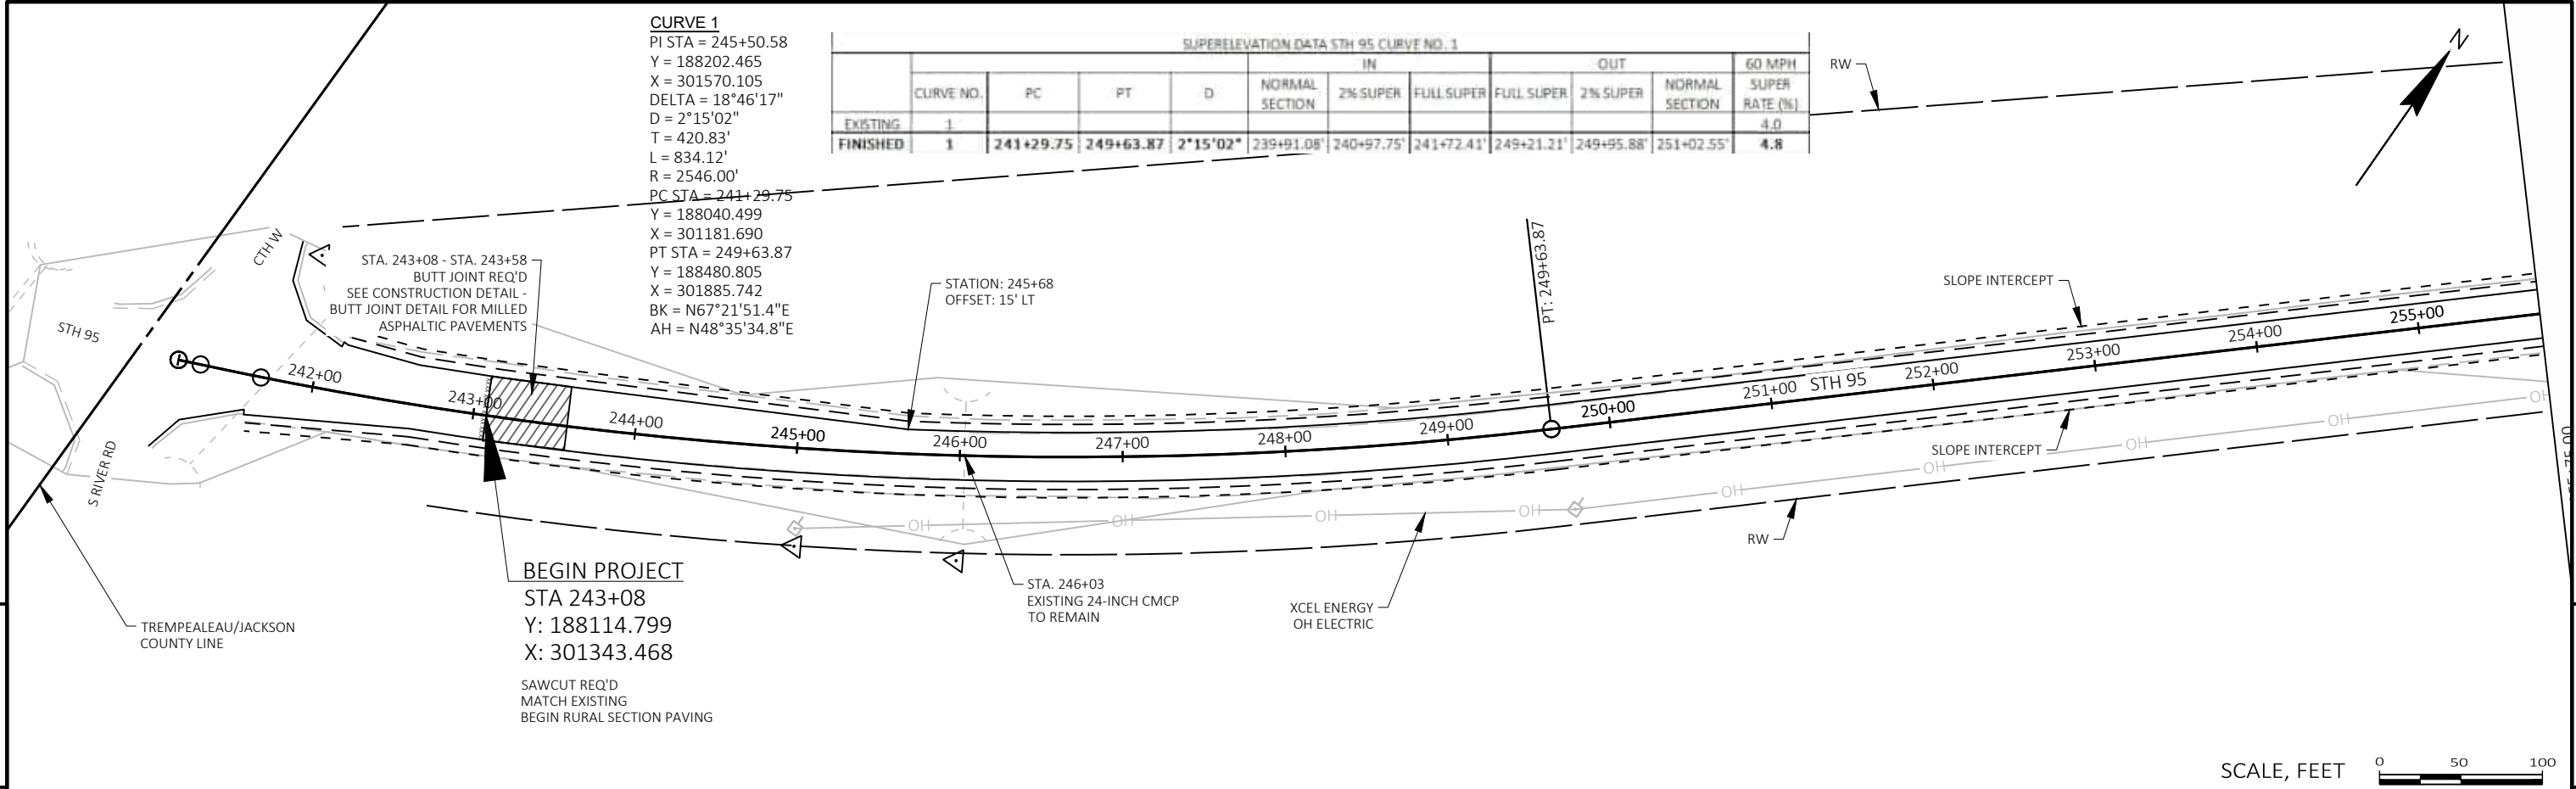 CURVE 1
PI STA = 245+50.58
Y = 188202.465
X = 301570.105
DELTA = 18°46'17"
D = 2°15'02"
T = 420.83'
L = 834.12'
R = 2546.00'
PC STA = 241+29.75
Y = 188040.499
X = 301181.690
PT STA = 249+63.87
Y = 188480.805
X = 301885.742
BK = N67°21'51.4"E
AH = N48°35'34.8"E
SUPERELEVATION DATA STH 95 CURVE NO. 1
IN OUT 60 MPH
CURVE NO. PC PT D NORMAL SECTION 2% SUPER FULL SUPER FULL SUPER 2% SUPER NORMAL SECTION SUPER RATE (%)
EXISTING 1 4.0
FINISHED 1 241+29.75 249+63.87 2°15'02" 239+91.08' 240+97.75' 241+72.41' 249+21.21' 249+95.88' 251+02.55' 4.8
RW
N
CTH W
STH 95
S RIVER RD
STA. 243+08 - STA. 243+58
BUTT JOINT REQ'D
SEE CONSTRUCTION DETAIL -
BUTT JOINT DETAIL FOR MILLED
ASPHALTIC PAVEMENTS
STATION: 245+68
OFFSET: 15' LT
PT: 249+63.87
SLOPE INTERCEPT
242+00
243+00
244+00
245+00
246+00
247+00
248+00
249+00
250+00
251+00
STH 95
252+00
253+00
254+00
255+00
SLOPE INTERCEPT
OH
OH
OH
OH
OH
OH
OH
OH
OH
RW
BEGIN PROJECT
STA 243+08
Y: 188114.799
X: 301343.468
SAWCUT REQ'D
MATCH EXISTING
BEGIN RURAL SECTION PAVING
TREMPEALEAU/JACKSON
COUNTY LINE
STA. 246+03
EXISTING 24-INCH CMCP
TO REMAIN
XCEL ENERGY
OH ELECTRIC
SCALE, FEET
0 50 100